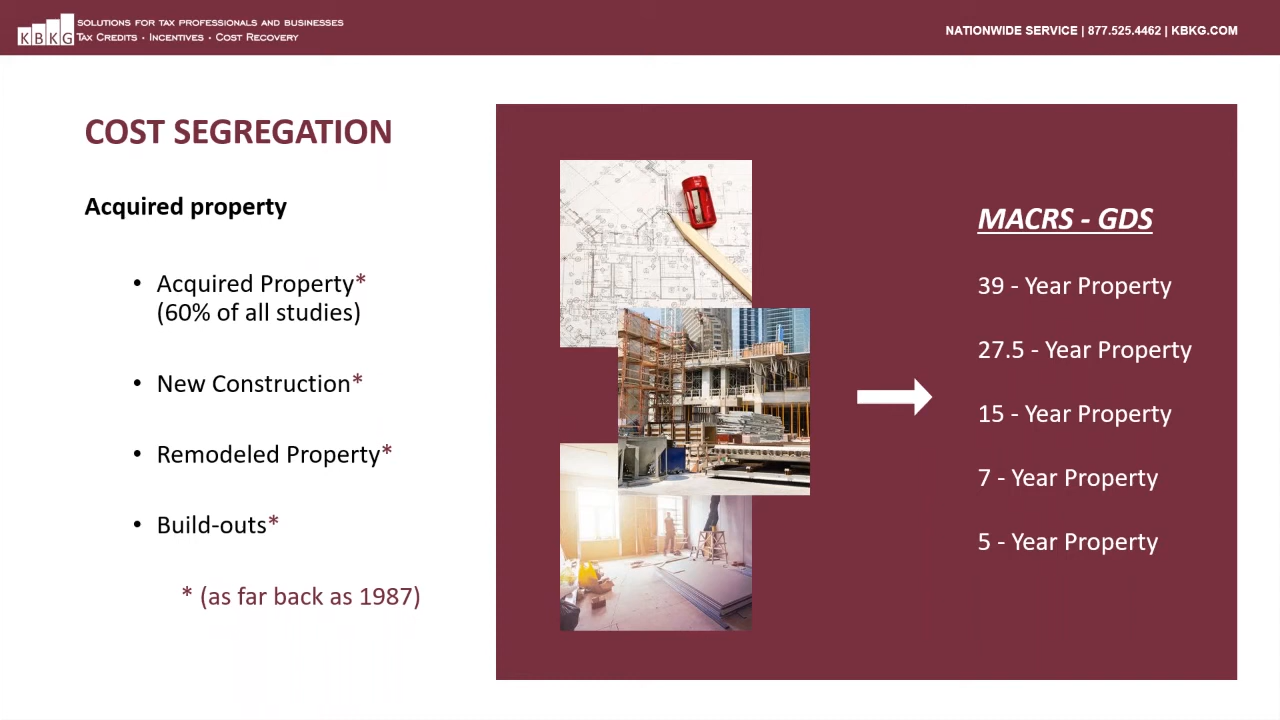 KBKG
SOLUTIONS FOR TAX PROFESSIONALS AND BUSINESSES
TAX CREDITS · INCENTIVES · COST RECOVERY
NATIONWIDE SERVICE | 877.525.4462 | KBKG.COM
COST SEGREGATION
Acquired property
• Acquired Property*
(60% of all studies)
• New Construction*
• Remodeled Property*
• Build-outs*
* (as far back as 1987)
MACRS - GDS
39 - Year Property
27.5 - Year Property
15 - Year Property
7 - Year Property
5 - Year Property